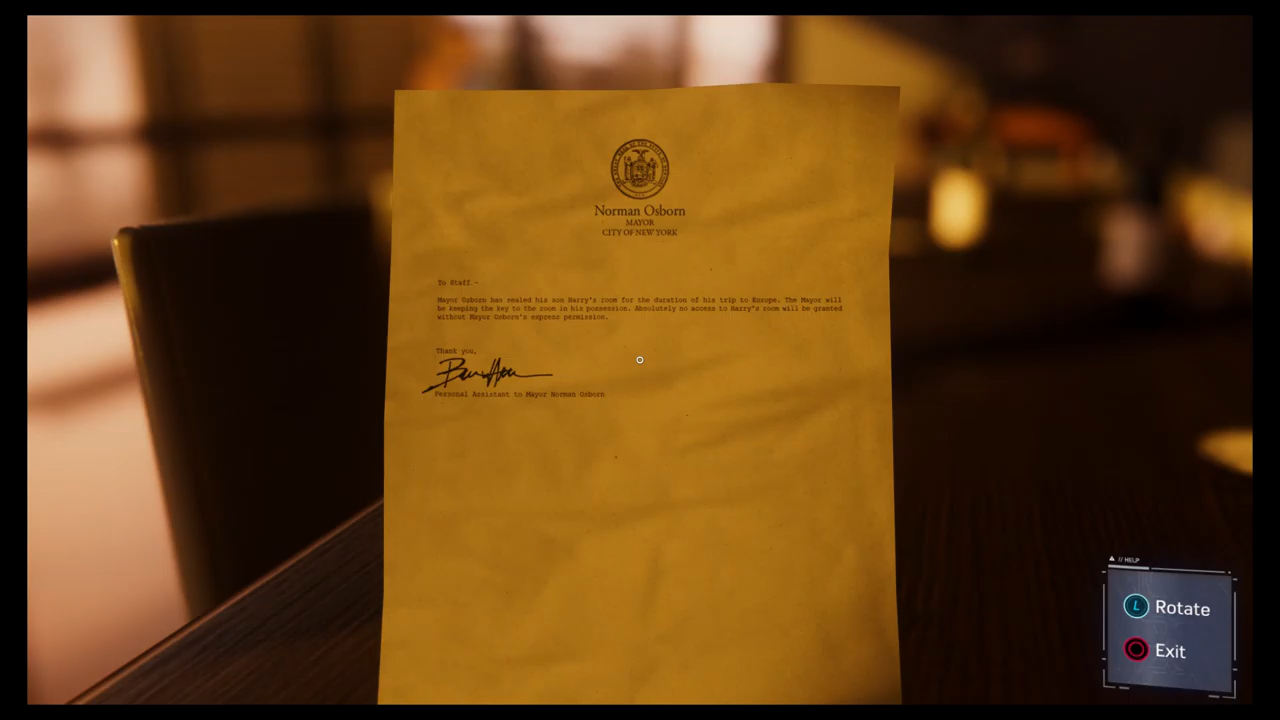 Norman Osborn
MAYOR
CITY OF NEW YORK
To Staff -
Mayor Osborn has sealed his son Harry's room for the duration of his trip to Europe. The Mayor will
be keeping the key to the room in his possession. Absolutely no access to Harry's room will be granted
without Mayor Osborn's express permission.
Thank you,
Personal Assistant to Mayor Norman Osborn
// HELP
L Rotate
Exit